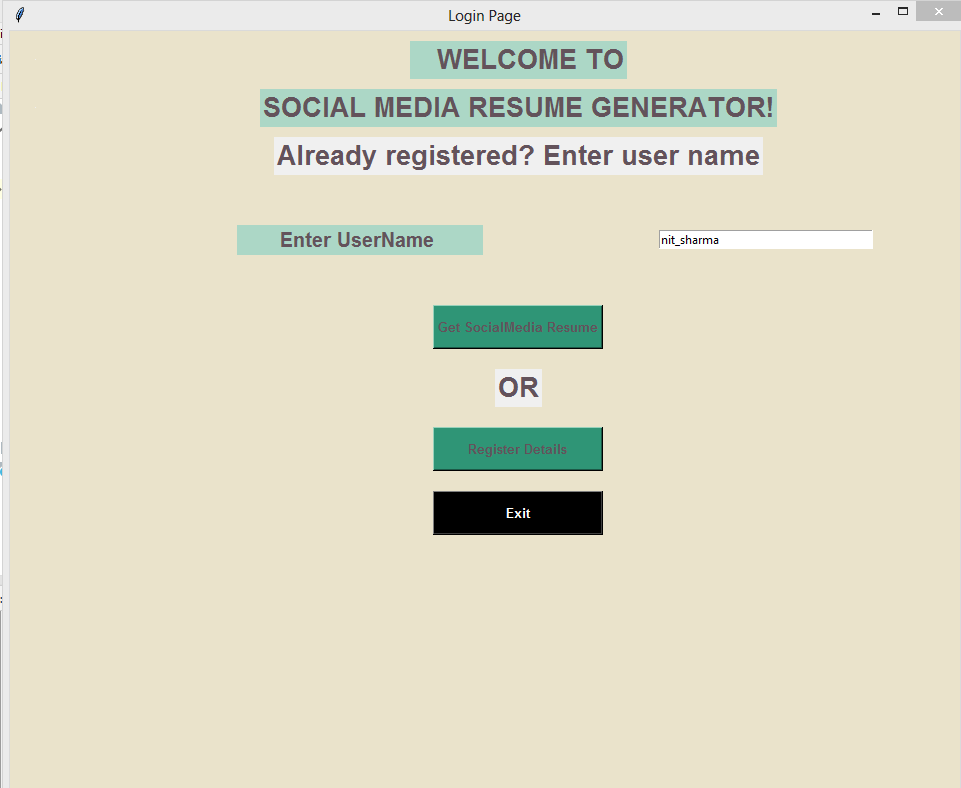 Login Page
WELCOME TO
SOCIAL MEDIA RESUME GENERATOR!
Already registered? Enter user name
Enter UserName
nit_sharma
Get SocialMedia Resume
OR
Register Details
Exit